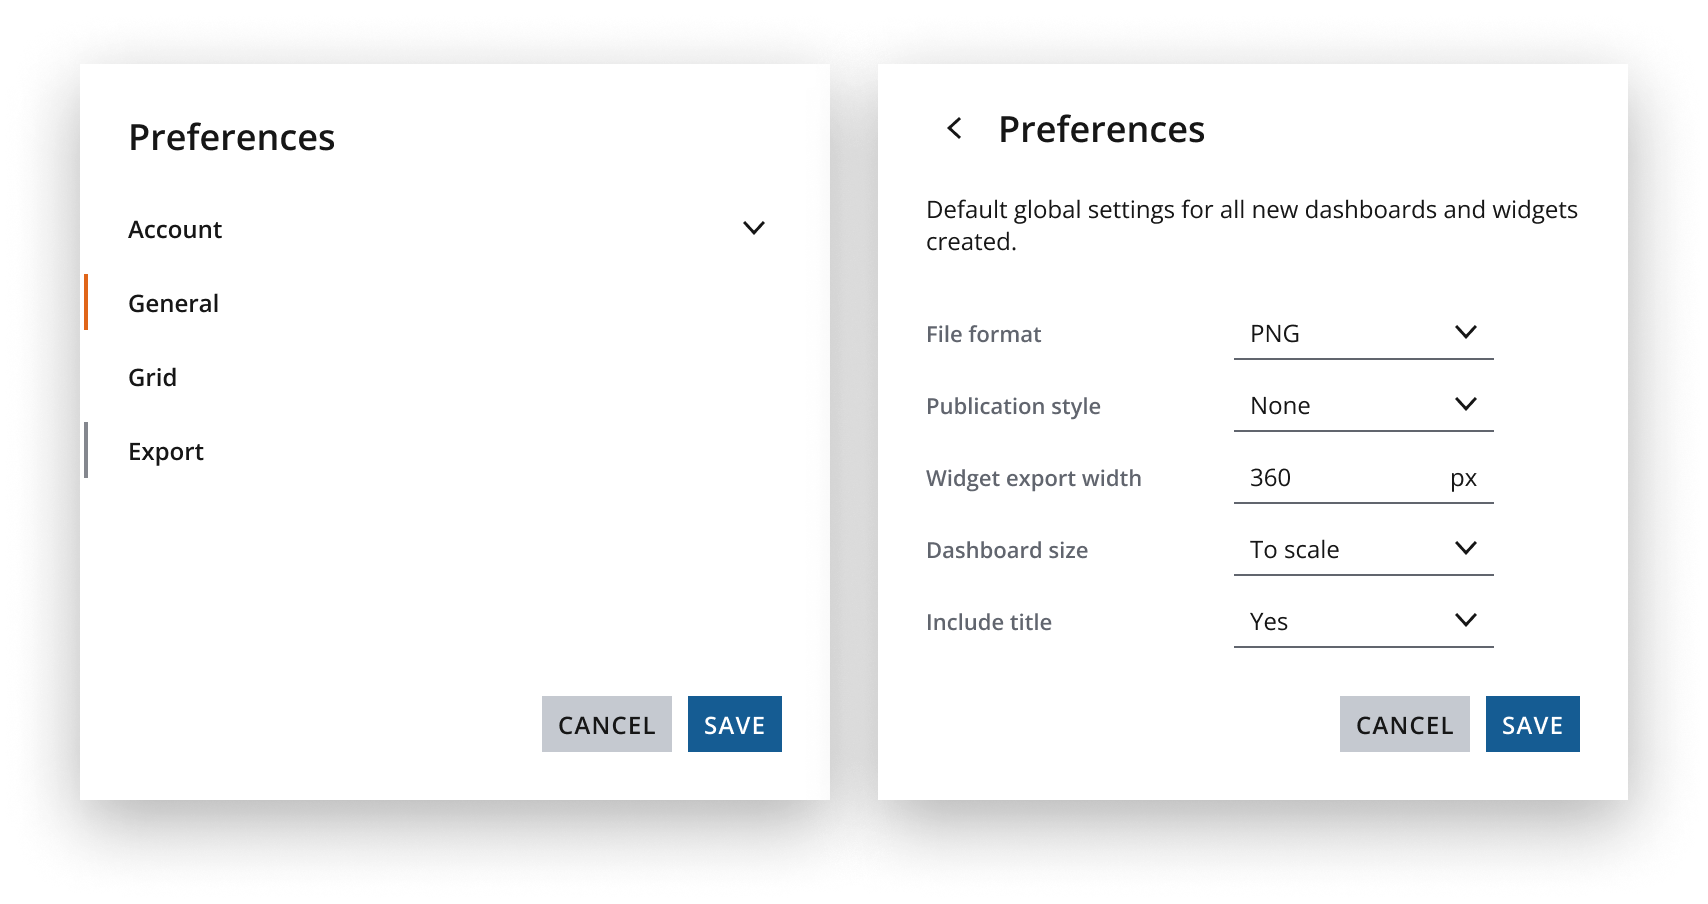 Preferences
Account
General
Grid
Export
CANCEL SAVE
Preferences
Default global settings for all new dashboards and widgets
created.
File format PNG
Publication style None
Widget export width 360 px
Dashboard size To scale
Include title Yes
CANCEL SAVE